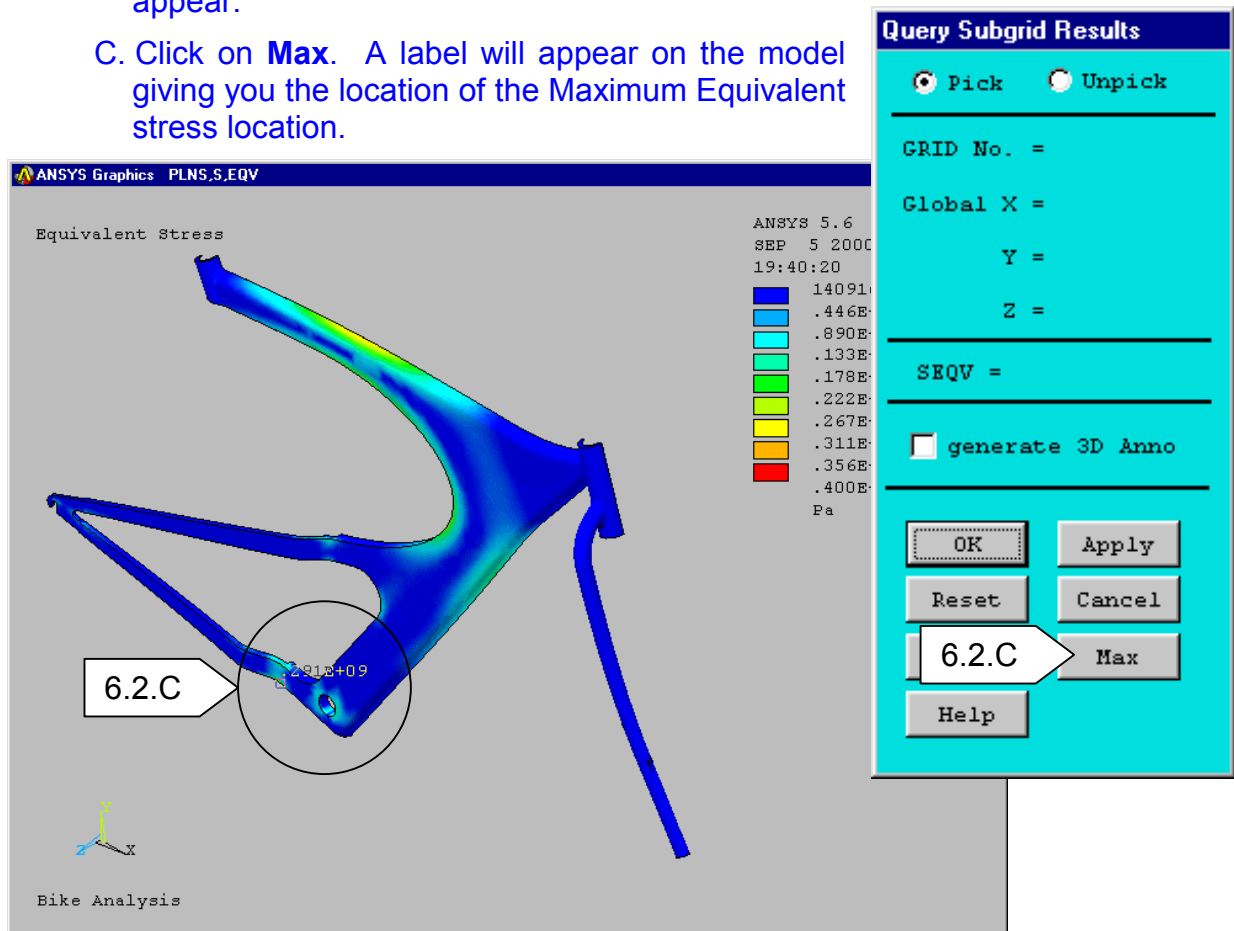 appear.
C. Click on Max. A label will appear on the model
giving you the location of the Maximum Equivalent
stress location.
ANSYS Graphics PLNS,S,EQV
Equivalent Stress
ANSYS 5.6
SEP 5 2000
19:40:20
14091
.446E
.890E
.133E
.178E
.222E
.267E
.311E
.356E
.400E
Pa
.291E+09
6.2.C
Y
Z X
Bike Analysis
Query Subgrid Results
Pick Unpick
GRID No. =
Global X =
Y =
Z =
SEQV =
generate 3D Anno
OK Apply
Reset Cancel
6.2.C Max
Help